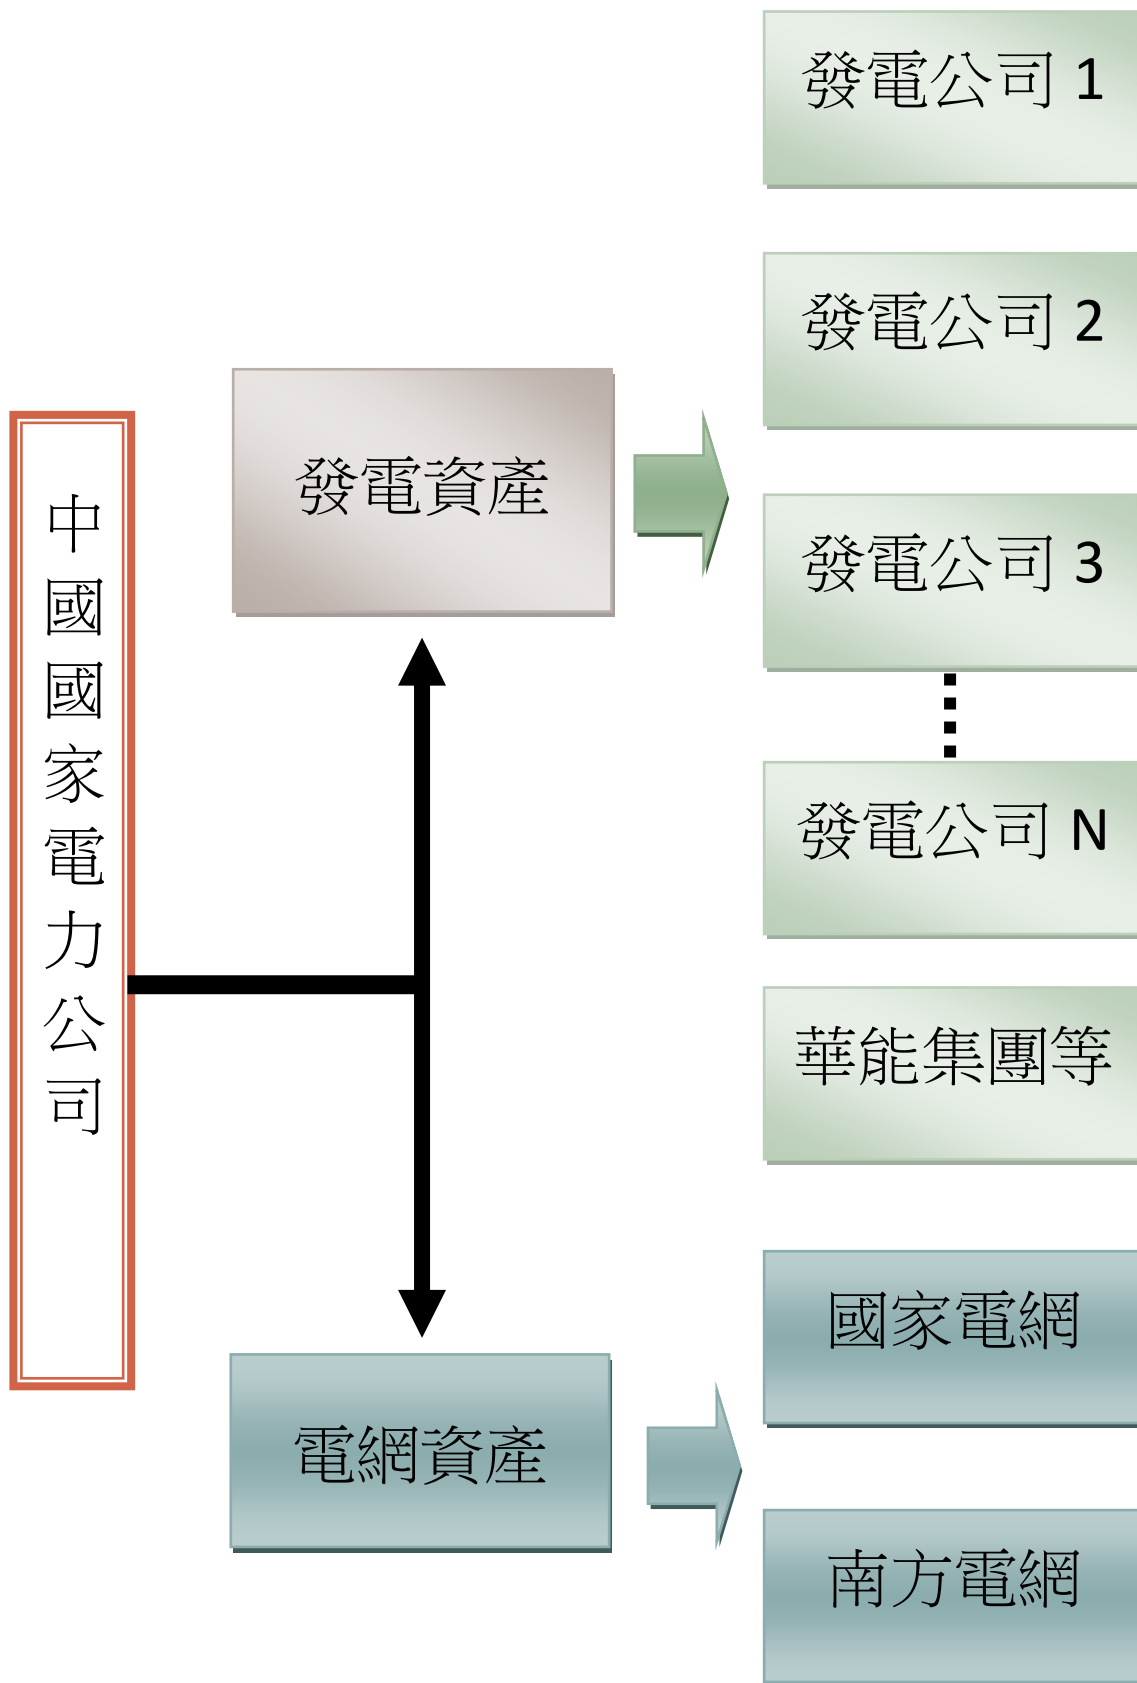 中國國家電力公司
發電資產
發電公司 1
發電公司 2
發電公司 3
發電公司 N
華能集團等
電網資產
國家電網
南方電網